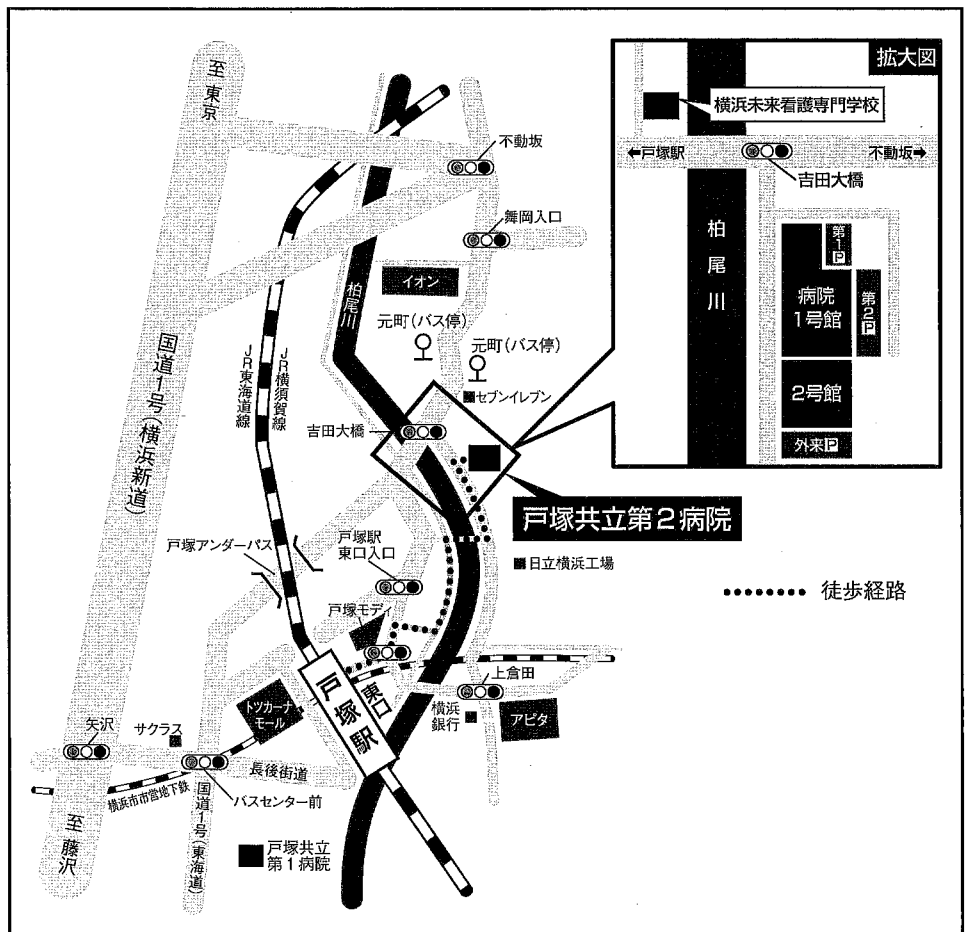 至東京
不動坂
舞岡入口
イオン
柏尾川
元町(バス停)
元町(バス停)
セブンイレブン
国道1号(横浜新道)
JR東海道線
JR横須賀線
吉田大橋
戸塚共立第2病院
戸塚アンダーパス
戸塚駅
東口入口
日立横浜工場
徒歩経路
戸塚モディ
東口
戸塚駅
上倉田
トツカーナ
モール
横浜
銀行
アピタ
矢沢
サクラス
長後街道
横浜市市営地下鉄
バスセンター前
国道1号(東海道)
至藤沢
戸塚共立
第1病院
拡大図
横浜未来看護専門学校
←戸塚駅
不動坂→
吉田大橋
柏尾川
第1P
病院
1号館
第2P
2号館
外来P